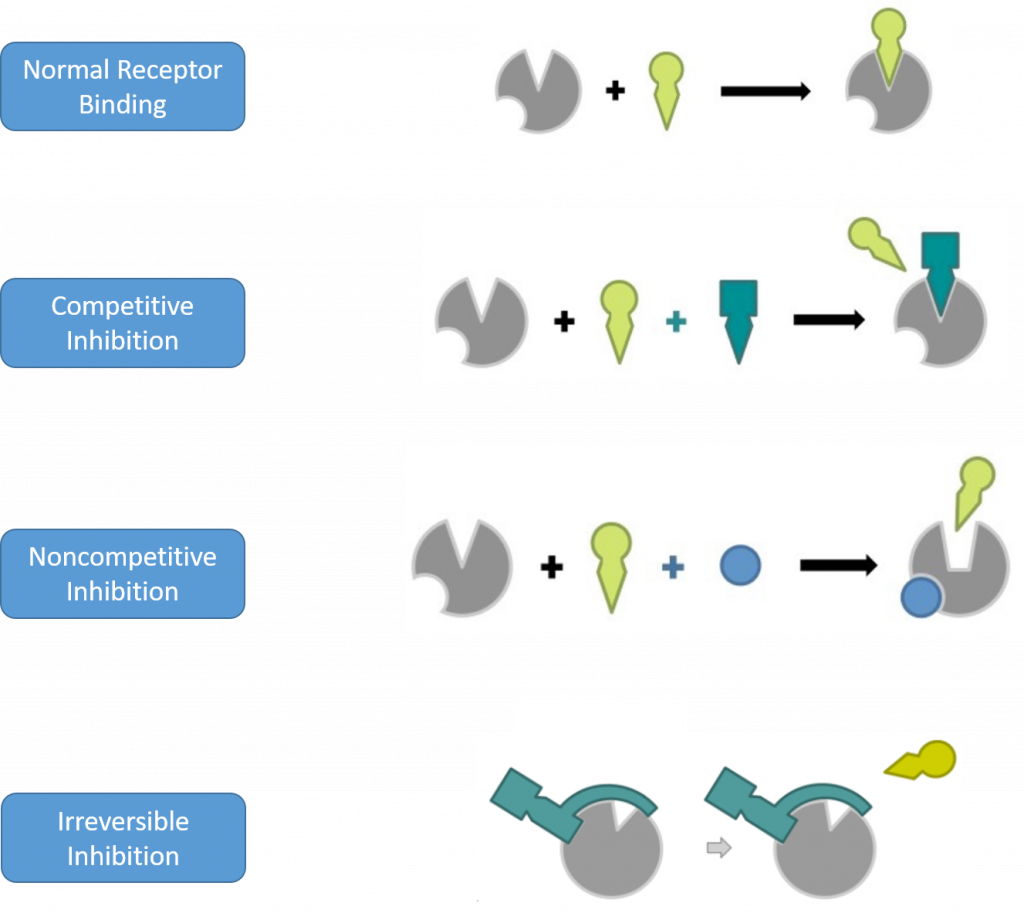 Normal Receptor
Binding
Competitive
Inhibition
Noncompetitive
Inhibition
Irreversible
Inhibition